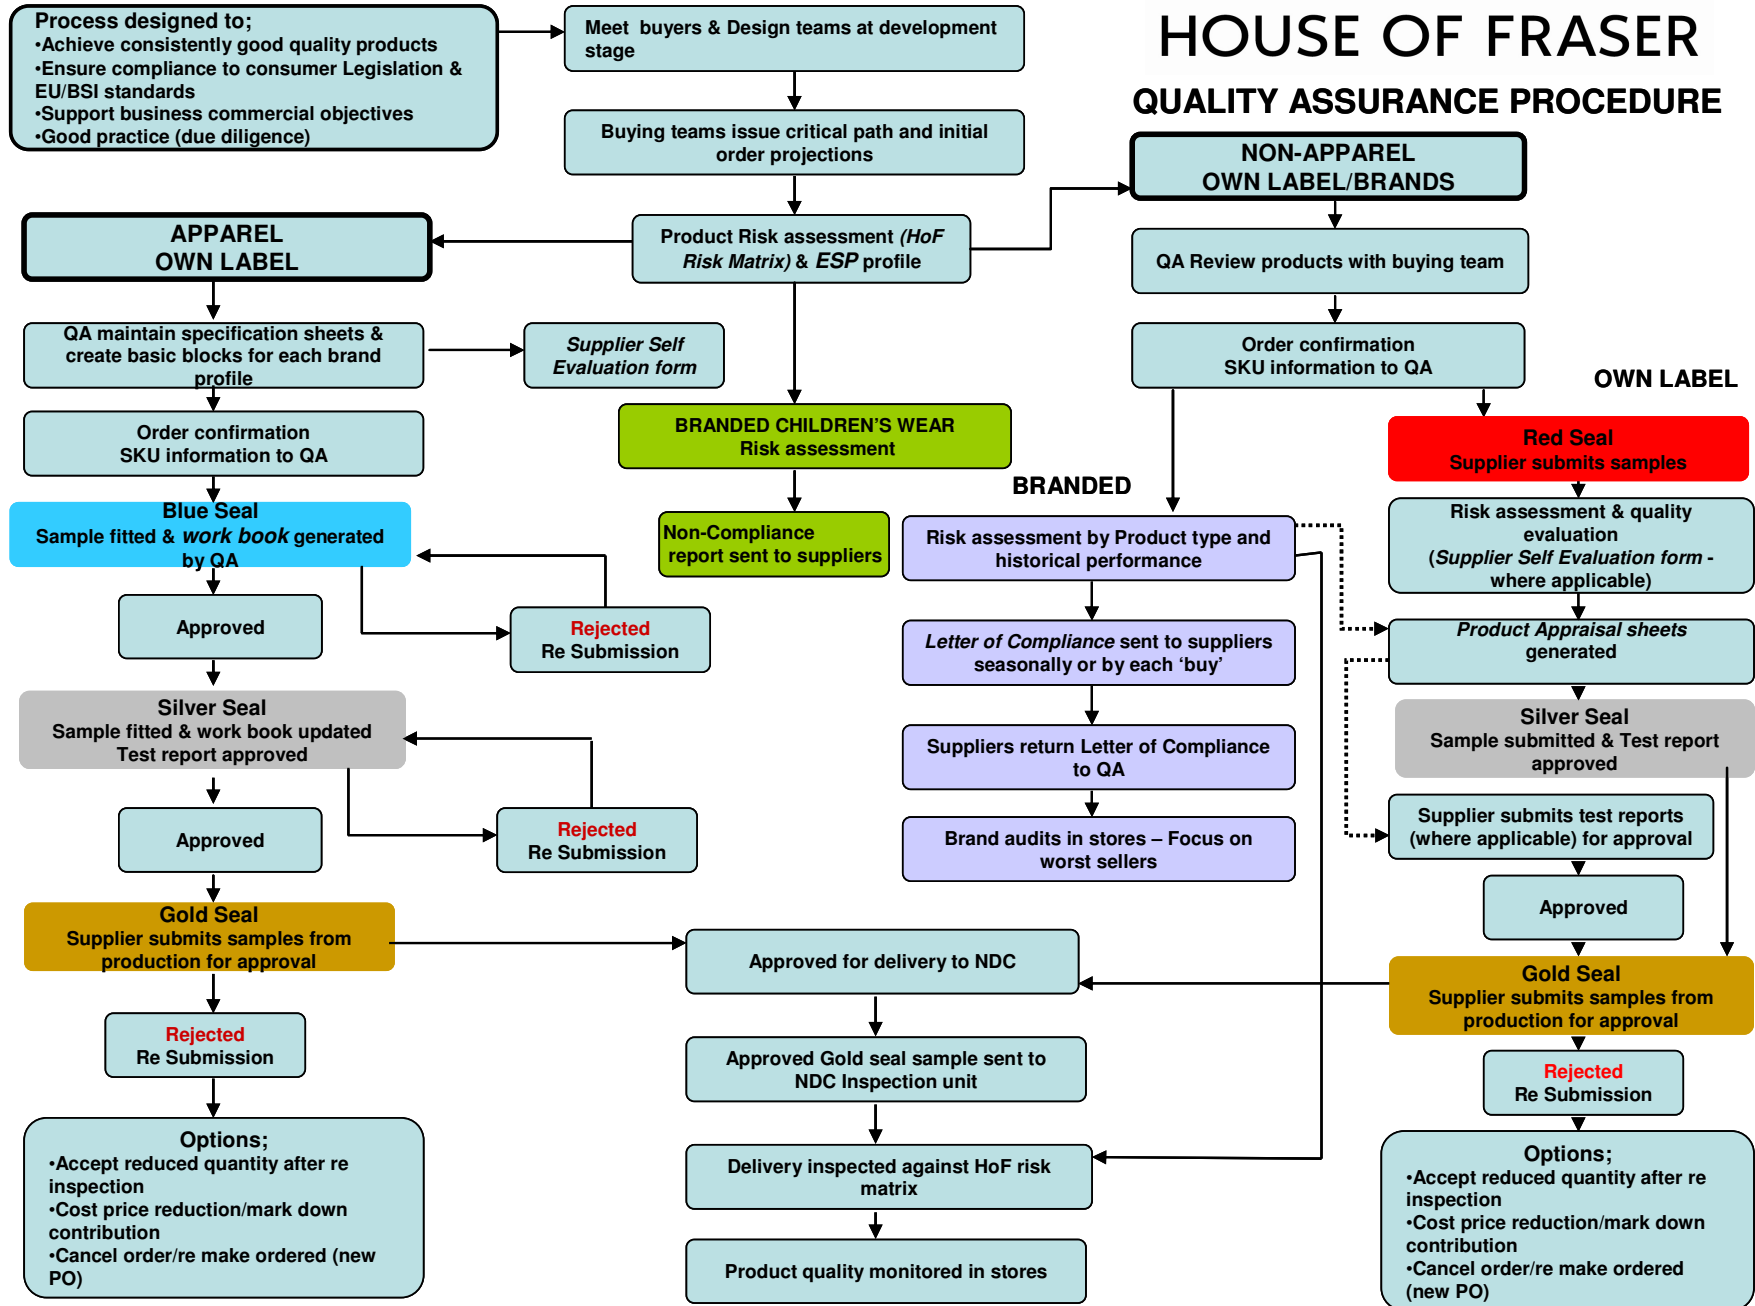 Process designed to;
•Achieve consistently good quality products
•Ensure compliance to consumer Legislation &
EU/BSI standards
•Support business commercial objectives
•Good practice (due diligence)
Meet buyers & Design teams at development
stage
HOUSE OF FRASER
QUALITY ASSURANCE PROCEDURE
Buying teams issue critical path and initial
order projections
NON-APPAREL
OWN LABEL/BRANDS
APPAREL
OWN LABEL
Product Risk assessment (HoF
Risk Matrix) & ESP profile
QA Review products with buying team
QA maintain specification sheets &
create basic blocks for each brand
profile
Supplier Self
Evaluation form
Order confirmation
SKU information to QA
OWN LABEL
Order confirmation
SKU information to QA
BRANDED CHILDREN'S WEAR
Risk assessment
Red Seal
Supplier submits samples
BRANDED
Blue Seal
Sample fitted & work book generated
by QA
Non-Compliance
report sent to suppliers
Risk assessment by Product type and
historical performance
Risk assessment & quality
evaluation
(Supplier Self Evaluation form -
where applicable)
Approved
Rejected
Re Submission
Letter of Compliance sent to suppliers
seasonally or by each ‘buy’
Product Appraisal sheets
generated
Silver Seal
Sample fitted & work book updated
Test report approved
Suppliers return Letter of Compliance
to QA
Silver Seal
Sample submitted & Test report
approved
Approved
Rejected
Re Submission
Brand audits in stores – Focus on
worst sellers
Supplier submits test reports
(where applicable) for approval
Approved
Gold Seal
Supplier submits samples from
production for approval
Approved for delivery to NDC
Gold Seal
Supplier submits samples from
production for approval
Rejected
Re Submission
Approved Gold seal sample sent to
NDC Inspection unit
Rejected
Re Submission
Options;
•Accept reduced quantity after re
inspection
•Cost price reduction/mark down
contribution
•Cancel order/re make ordered (new
PO)
Delivery inspected against HoF risk
matrix
Product quality monitored in stores
Options;
•Accept reduced quantity after re
inspection
•Cost price reduction/mark down
contribution
•Cancel order/re make ordered
(new PO)